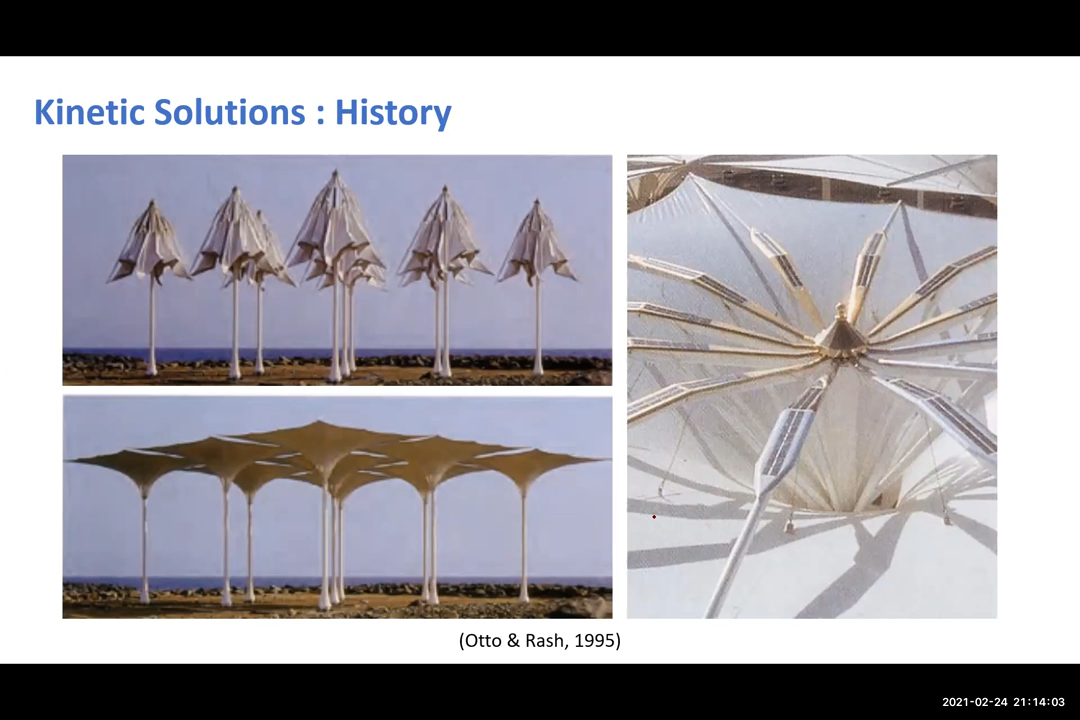 Kinetic Solutions : History
(Otto & Rash, 1995)
2021-02-24 21:14:03